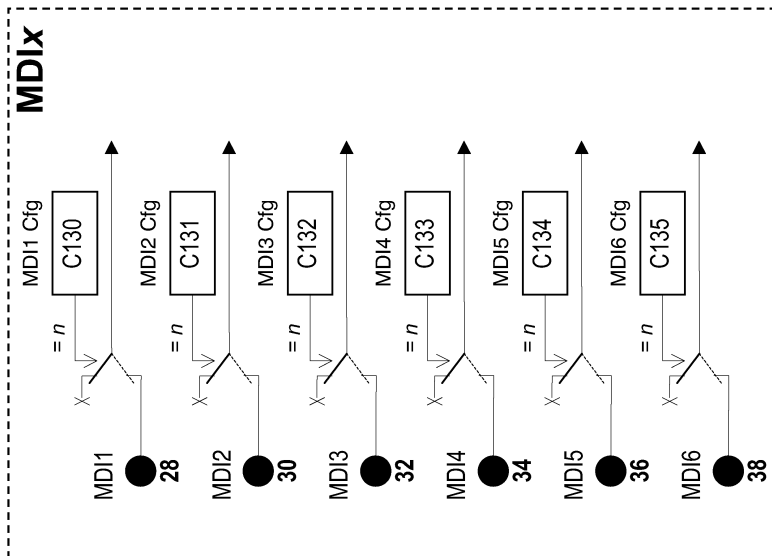 MDIx
MDI1 Cfg
C130
= n
X
MDI1
28
MDI2 Cfg
C131
= n
X
MDI2
30
MDI3 Cfg
C132
= n
X
MDI3
32
MDI4 Cfg
C133
= n
X
MDI4
34
MDI5 Cfg
C134
= n
X
MDI5
36
MDI6 Cfg
C135
= n
X
MDI6
38